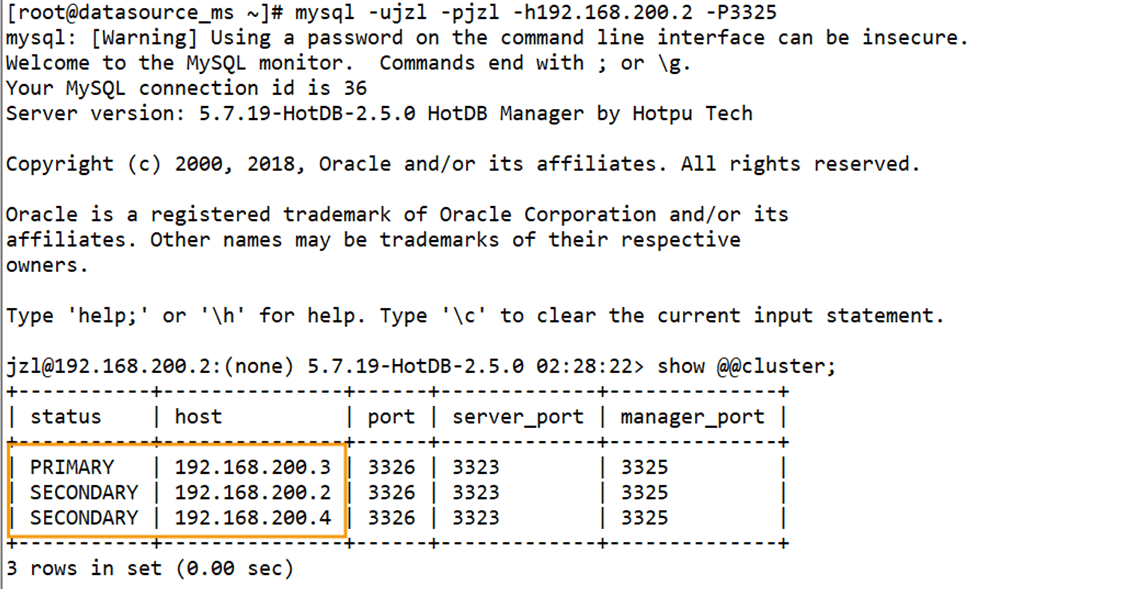 [root@datasource_ms ~]# mysql -ujzl -pjzl -h192.168.200.2 -P3325
mysql: [Warning] Using a password on the command line interface can be insecure.
Welcome to the MySQL monitor.  Commands end with ; or \g.
Your MySQL connection id is 36
Server version: 5.7.19-HotDB-2.5.0 HotDB Manager by Hotpu Tech

Copyright (c) 2000, 2018, Oracle and/or its affiliates. All rights reserved.

Oracle is a registered trademark of Oracle Corporation and/or its
affiliates. Other names may be trademarks of their respective
owners.

Type 'help;' or '\h' for help. Type '\c' to clear the current input statement.

jzl@192.168.200.2:(none) 5.7.19-HotDB-2.5.0 02:28:22> show @@cluster;
+-----------+---------------+------+-------------+--------------+
| status    | host          | port | server_port | manager_port |
+-----------+---------------+------+-------------+--------------+
| PRIMARY   | 192.168.200.3 | 3326 | 3323        | 3325         |
| SECONDARY | 192.168.200.2 | 3326 | 3323        | 3325         |
| SECONDARY | 192.168.200.4 | 3326 | 3323        | 3325         |
+-----------+---------------+------+-------------+--------------+
3 rows in set (0.00 sec)